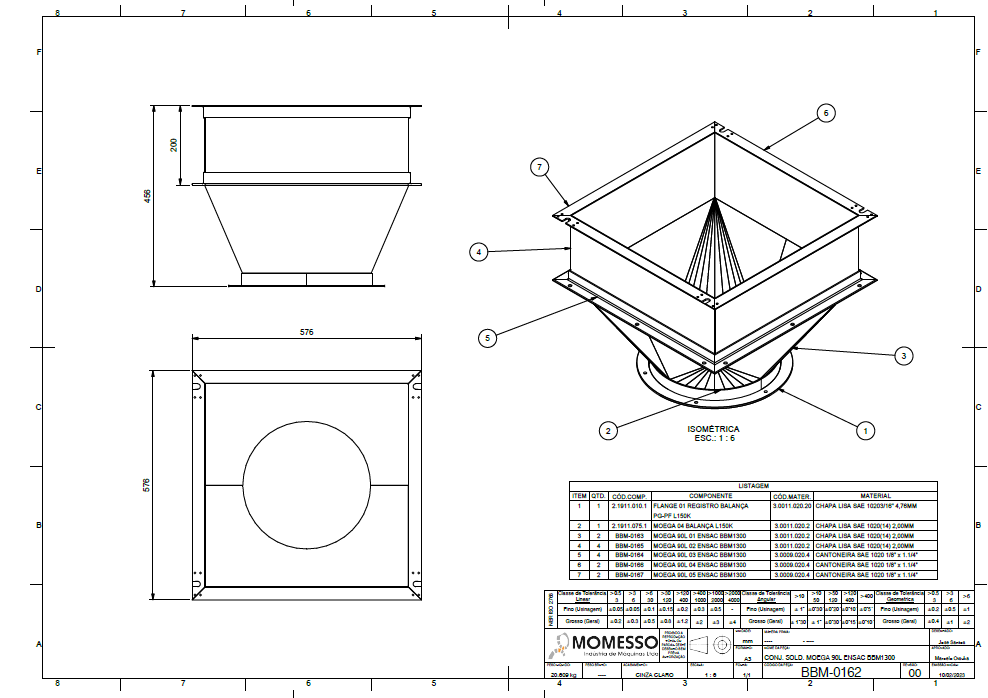 8 7 6 5 4 3 2 1
F F
E E
D D
C C
B B
A A
200
456
576
576
6
7
4
5
3
2
1
ISOMÉTRICA
ESC.: 1 : 6
LISTAGEM
ITEM QTD. CÓD.COMP. COMPONENTE CÓD.MATER. MATERIAL
1 1 2.1911.010.1 FLANGE 01 REGISTRO BALANÇA 3.0011.020.20 CHAPA LISA SAE 10203/16" 4,76MM
PG-PF L150K
2 1 2.1911.075.1 MOEGA 04 BALANÇA L150K 3.0011.020.2 CHAPA LISA SAE 1020(14) 2,00MM
3 2 BBM-0163 MOEGA 90L 01 ENSAC BBM1300 3.0011.020.2 CHAPA LISA SAE 1020(14) 2,00MM
4 4 BBM-0165 MOEGA 90L 02 ENSAC BBM1300 3.0011.020.2 CHAPA LISA SAE 1020(14) 2,00MM
5 4 BBM-0164 MOEGA 90L 03 ENSAC BBM1300 3.0009.020.4 CANTONEIRA SAE 1020 1/8" x 1.1/4"
6 2 BBM-0166 MOEGA 90L 04 ENSAC BBM1300 3.0009.020.4 CANTONEIRA SAE 1020 1/8" x 1.1/4"
7 2 BBM-0167 MOEGA 90L 05 ENSAC BBM1300 3.0009.020.4 CANTONEIRA SAE 1020 1/8" x 1.1/4"
NBR ISO 2768
Classe de Tolerância Linear >0.5 3 >3 6 >6 30 >30 120 >120 400 >400 1000 >1000 2000 >2000 4000 Classe de Tolerância Angular >10 >10 50 >50 120 >120 400 >400 Classe de Tolerância Geométrica >0.5 3 >3 6 >6
Fino (Usinagem) ±0.05 ±0.05 ±0.1 ±0.15 ±0.2 ±0.3 ±0.5 - Fino (Usinagem) ± 1° ±0°30' ±0°20' ±0°10' ±0°5' Fino (Usinagem) ±0.2 ±0.5 ±1
Grosso (Geral) ±0.2 ±0.3 ±0.5 ±0.8 ±1.2 ±2 ±3 ±4 Grosso (Geral) ± 1°30' ± 1° ±0°30' ±0°15' ±0°10' Grosso (Geral) ±0.4 ±1 ±2
MOMESSO
Indústria de Máquinas Ltda
mm
A3
CONJ. SOLD. MOEGA 90L ENSAC BBM1300
20.609 kg ---- CINZA CLARO 1 : 6 1/1 BBM-0162 00 10/02/2023
8 7 6 5 4 3 2 1